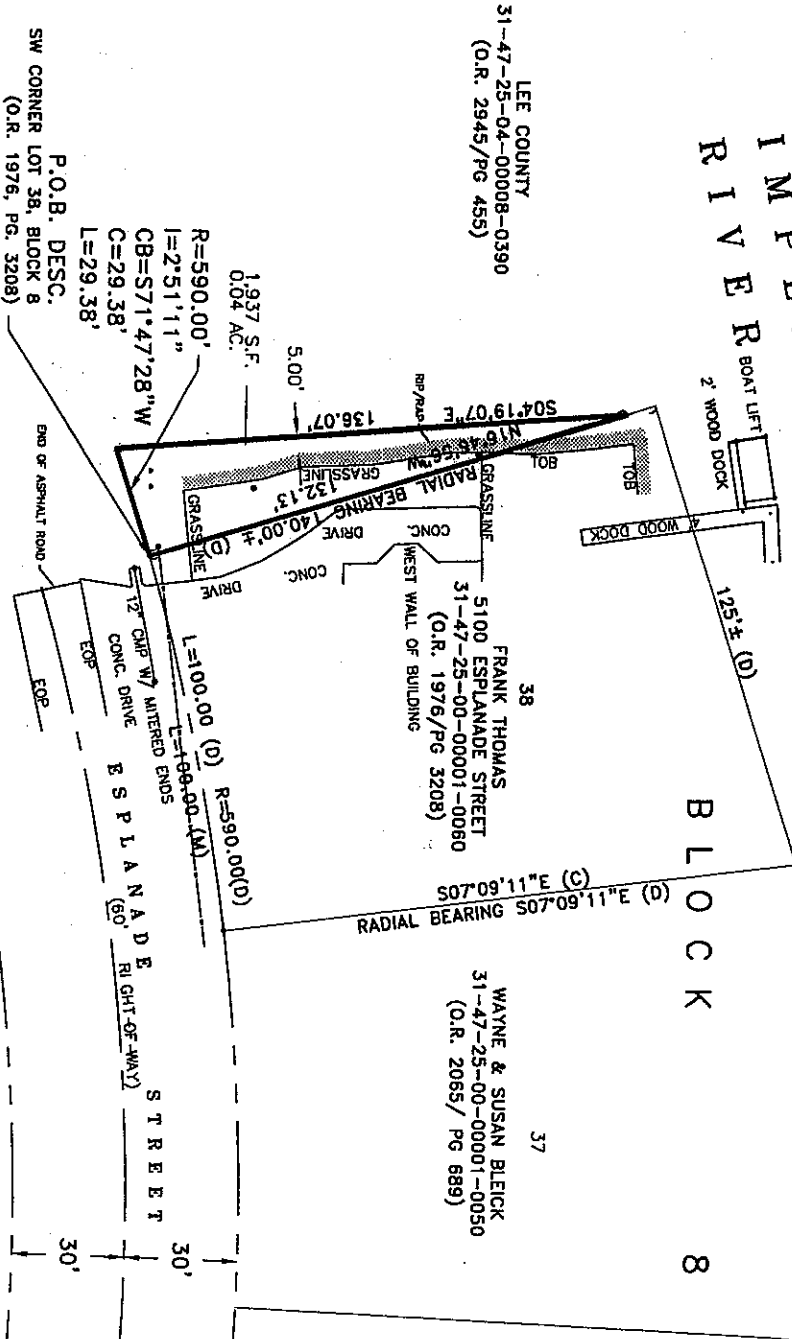 I M P E
R I V E R
BOAT LIFT
2' WOOD DOCK
4' WOOD DOCK
LEE COUNTY
31-47-25-04-00008-0390
(O.R. 2945/PG 455)
125'± (D)
B L O C K
8
S04°19'07"E
136.07'
N16°46'56"W
132.13'
RADIAL BEARING
140.00'± (D)
RIP/RAP
GRASSLINE
GRASSLINE
GRASSLINE
TOB
TOB
5.00'
1,937 S.F.
0.04 AC.
R=590.00'
I=2°51'11"
CB=S71°47'28"W
C=29.38'
L=29.38'
P.O.B. DESC.
SW CORNER LOT 38, BLOCK 8
(O.R. 1976, PG. 3208)
CONC.
DRIVE
CONC.
DRIVE
WEST WALL OF BUILDING
38
FRANK THOMAS
5100 ESPLANADE STREET
31-47-25-00-00001-0060
(O.R. 1976/PG 3208)
S07°09'11"E (C)
RADIAL BEARING S07°09'11"E (D)
37
WAYNE & SUSAN BLEICK
31-47-25-00-00001-0050
(O.R. 2065/ PG 689)
L=100.00 (D) R=590.00(D)
L=100.00 (M)
12" CMP W/ MITERED ENDS
CONC. DRIVE
END OF ASPHALT ROAD
EOP
EOP
E S P L A N A D E
S T R E E T
(60' RIGHT-OF-WAY)
30'
30'